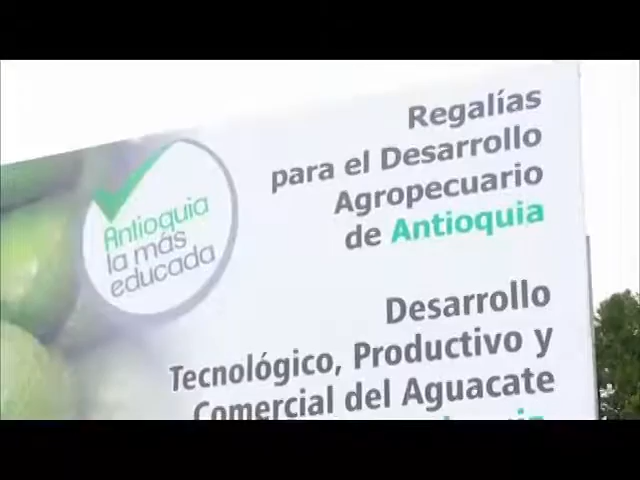 Antioquia
la más
educada
Regalías
para el Desarrollo
Agropecuario
de Antioquia
Desarrollo
Tecnológico, Productivo y
Comercial del Aguacate